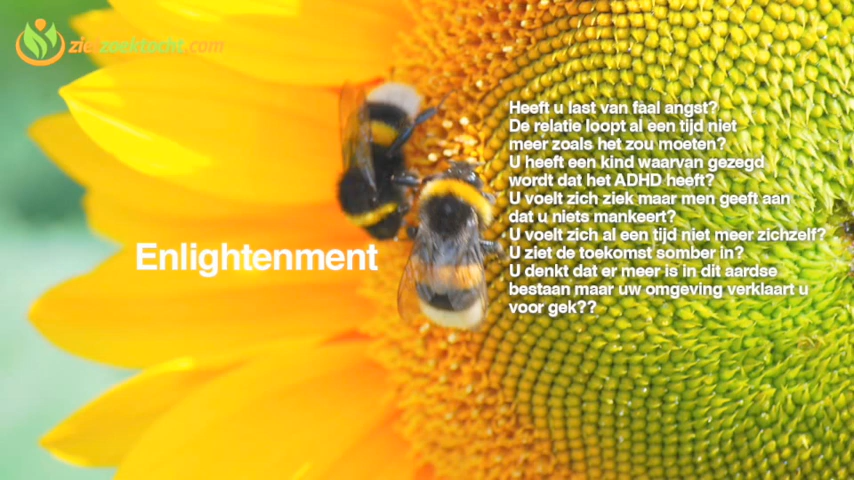 zielzoektocht.com
Enlightenment
Heeft u last van faal angst?
De relatie loopt al een tijd niet
meer zoals het zou moeten?
U heeft een kind waarvan gezegd
wordt dat het ADHD heeft?
U voelt zich ziek maar men geeft aan
dat u niets mankeert?
U voelt zich al een tijd niet meer zichzelf?
U ziet de toekomst somber in?
U denkt dat er meer is in dit aardse
bestaan maar uw omgeving verklaart u
voor gek??